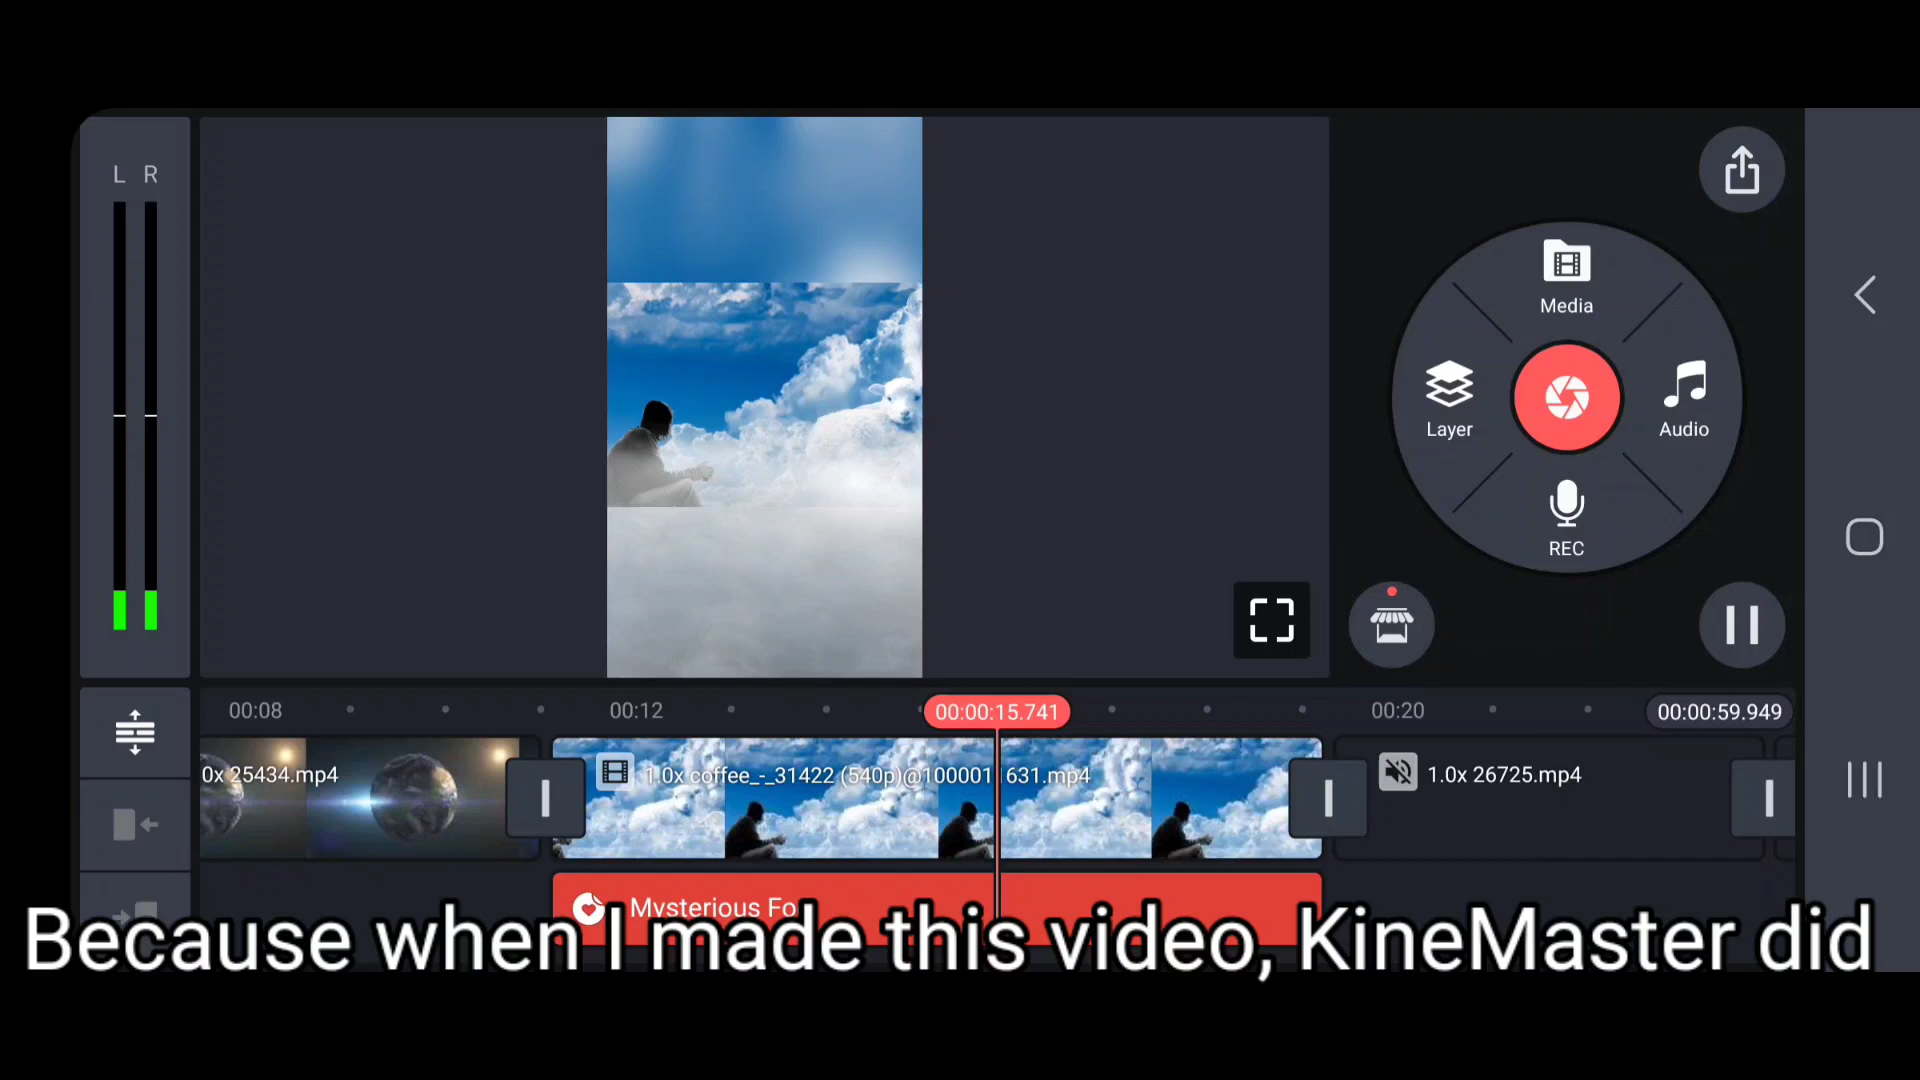 L R
Media
Layer
Audio
REC
00:08
00:12
00:00:15.741
00:20
00:00:59.949
0x 25434.mp4
1.0x coffee_-_31422 (540p)@100001
631.mp4
1.0x 26725.mp4
Mysterious Fo
Because when I made this video, KineMaster did